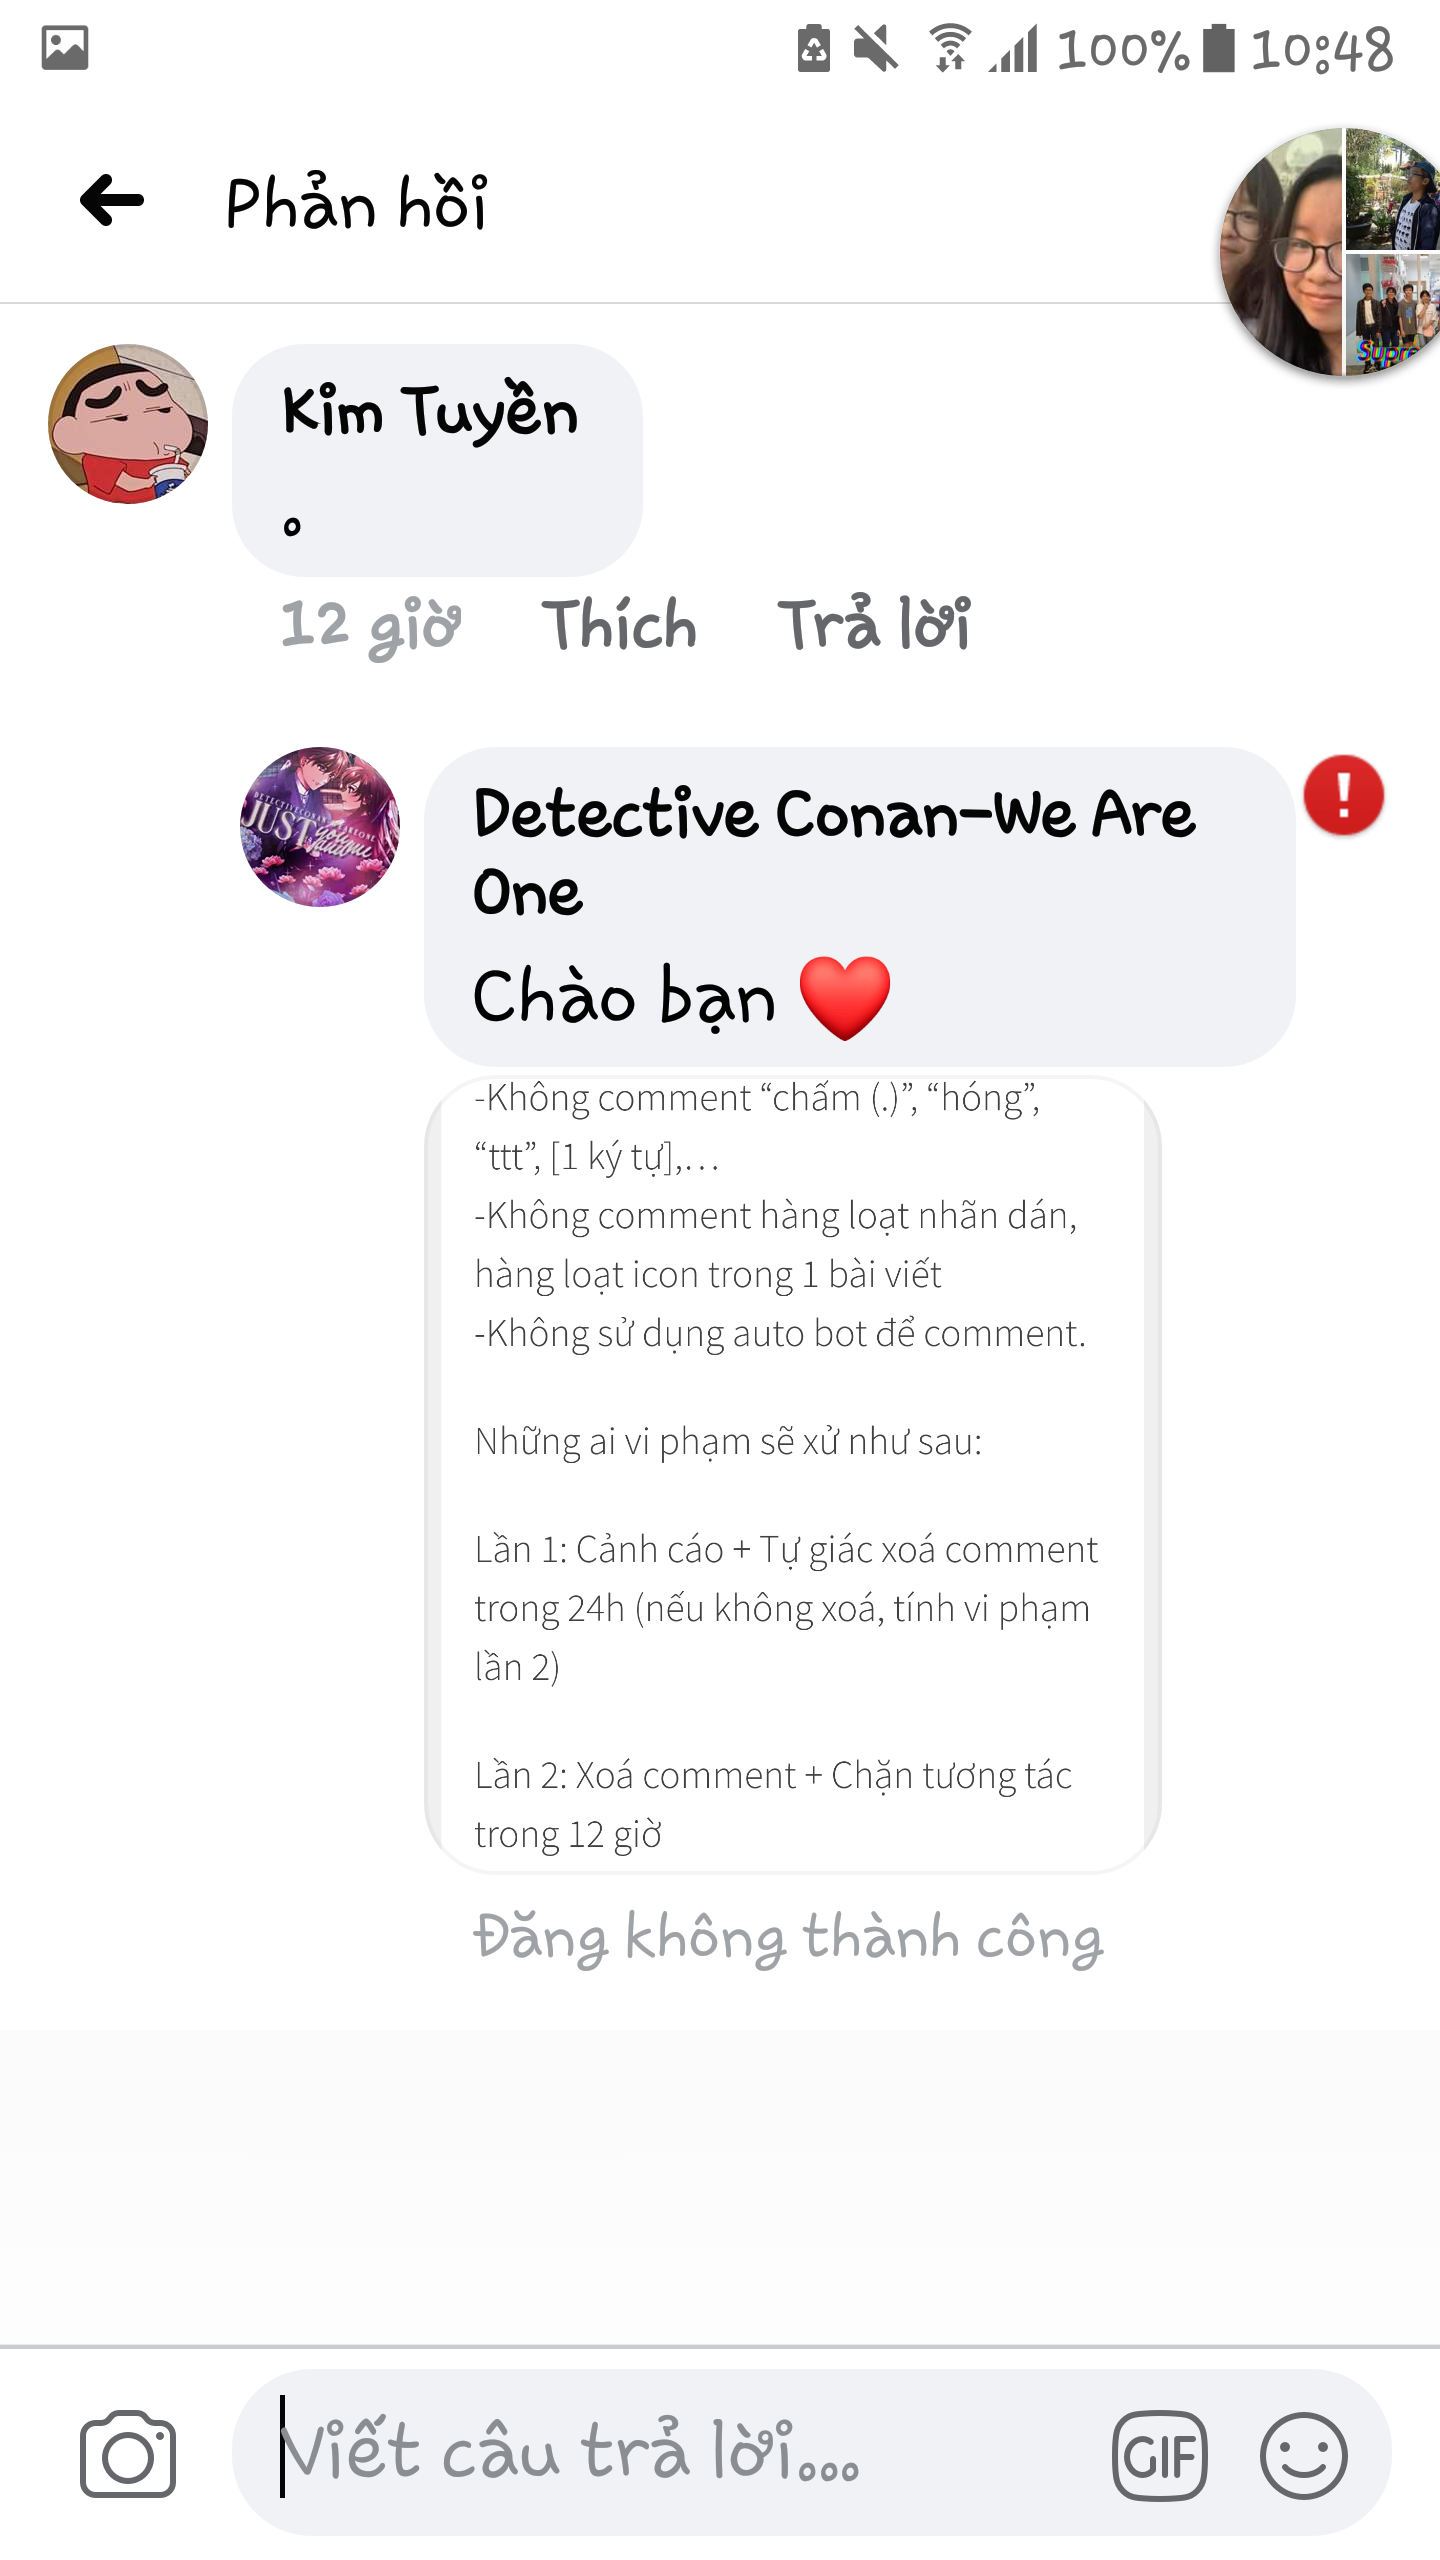 100% 10:48
Phản hồi
Supre
Kim Tuyền
.
12 giờ Thích Trả lời
DETECTIVE CONAN
JUST
Detective Conan-We Are
One
Chào bạn ❤️
-Không comment “chấm (.)”, “hóng”,
“ttt”, [1 ký tự],…
-Không comment hàng loạt nhãn dán,
hàng loạt icon trong 1 bài viết
-Không sử dụng auto bot để comment.
Những ai vi phạm sẽ xử như sau:
Lần 1: Cảnh cáo + Tự giác xoá comment
trong 24h (nếu không xoá, tính vi phạm
lần 2)
Lần 2: Xoá comment + Chặn tương tác
trong 12 giờ
Đăng không thành công
Viết câu trả lời...
GIF